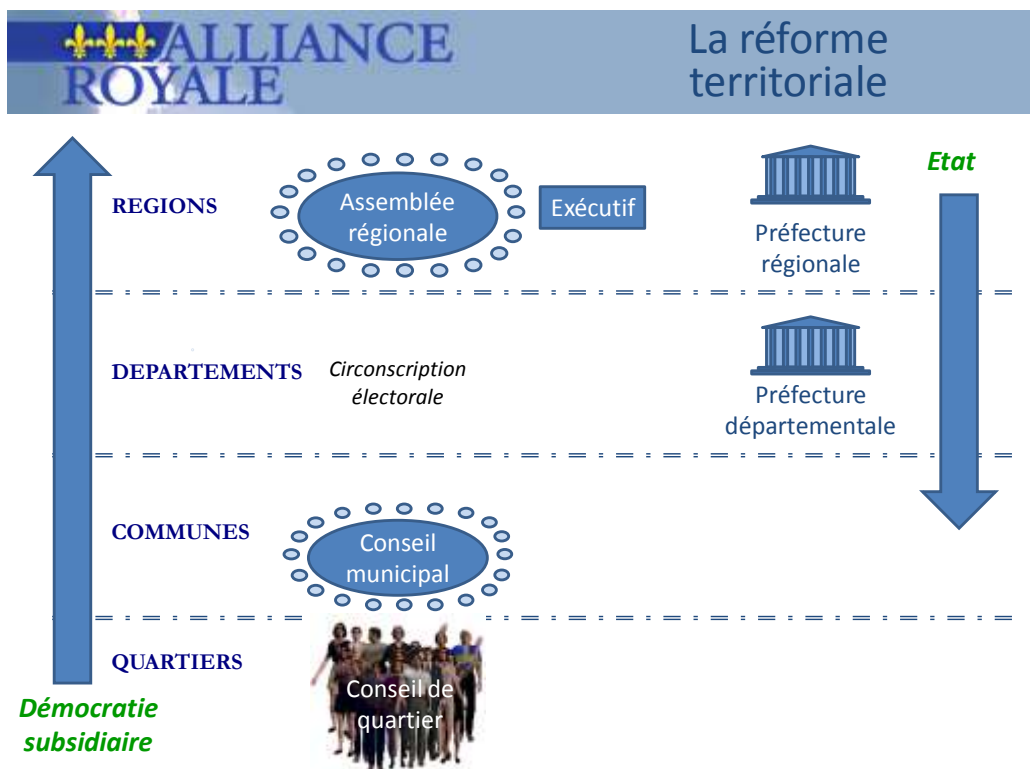 ALLIANCE
ROYALE
La réforme
territoriale
REGIONS
Assemblée
régionale
Exécutif
Préfecture
régionale
Etat
DEPARTEMENTS
Circonscription
électorale
Préfecture
départementale
COMMUNES
Conseil
municipal
QUARTIERS
Conseil de
quartier
Démocratie
subsidiaire